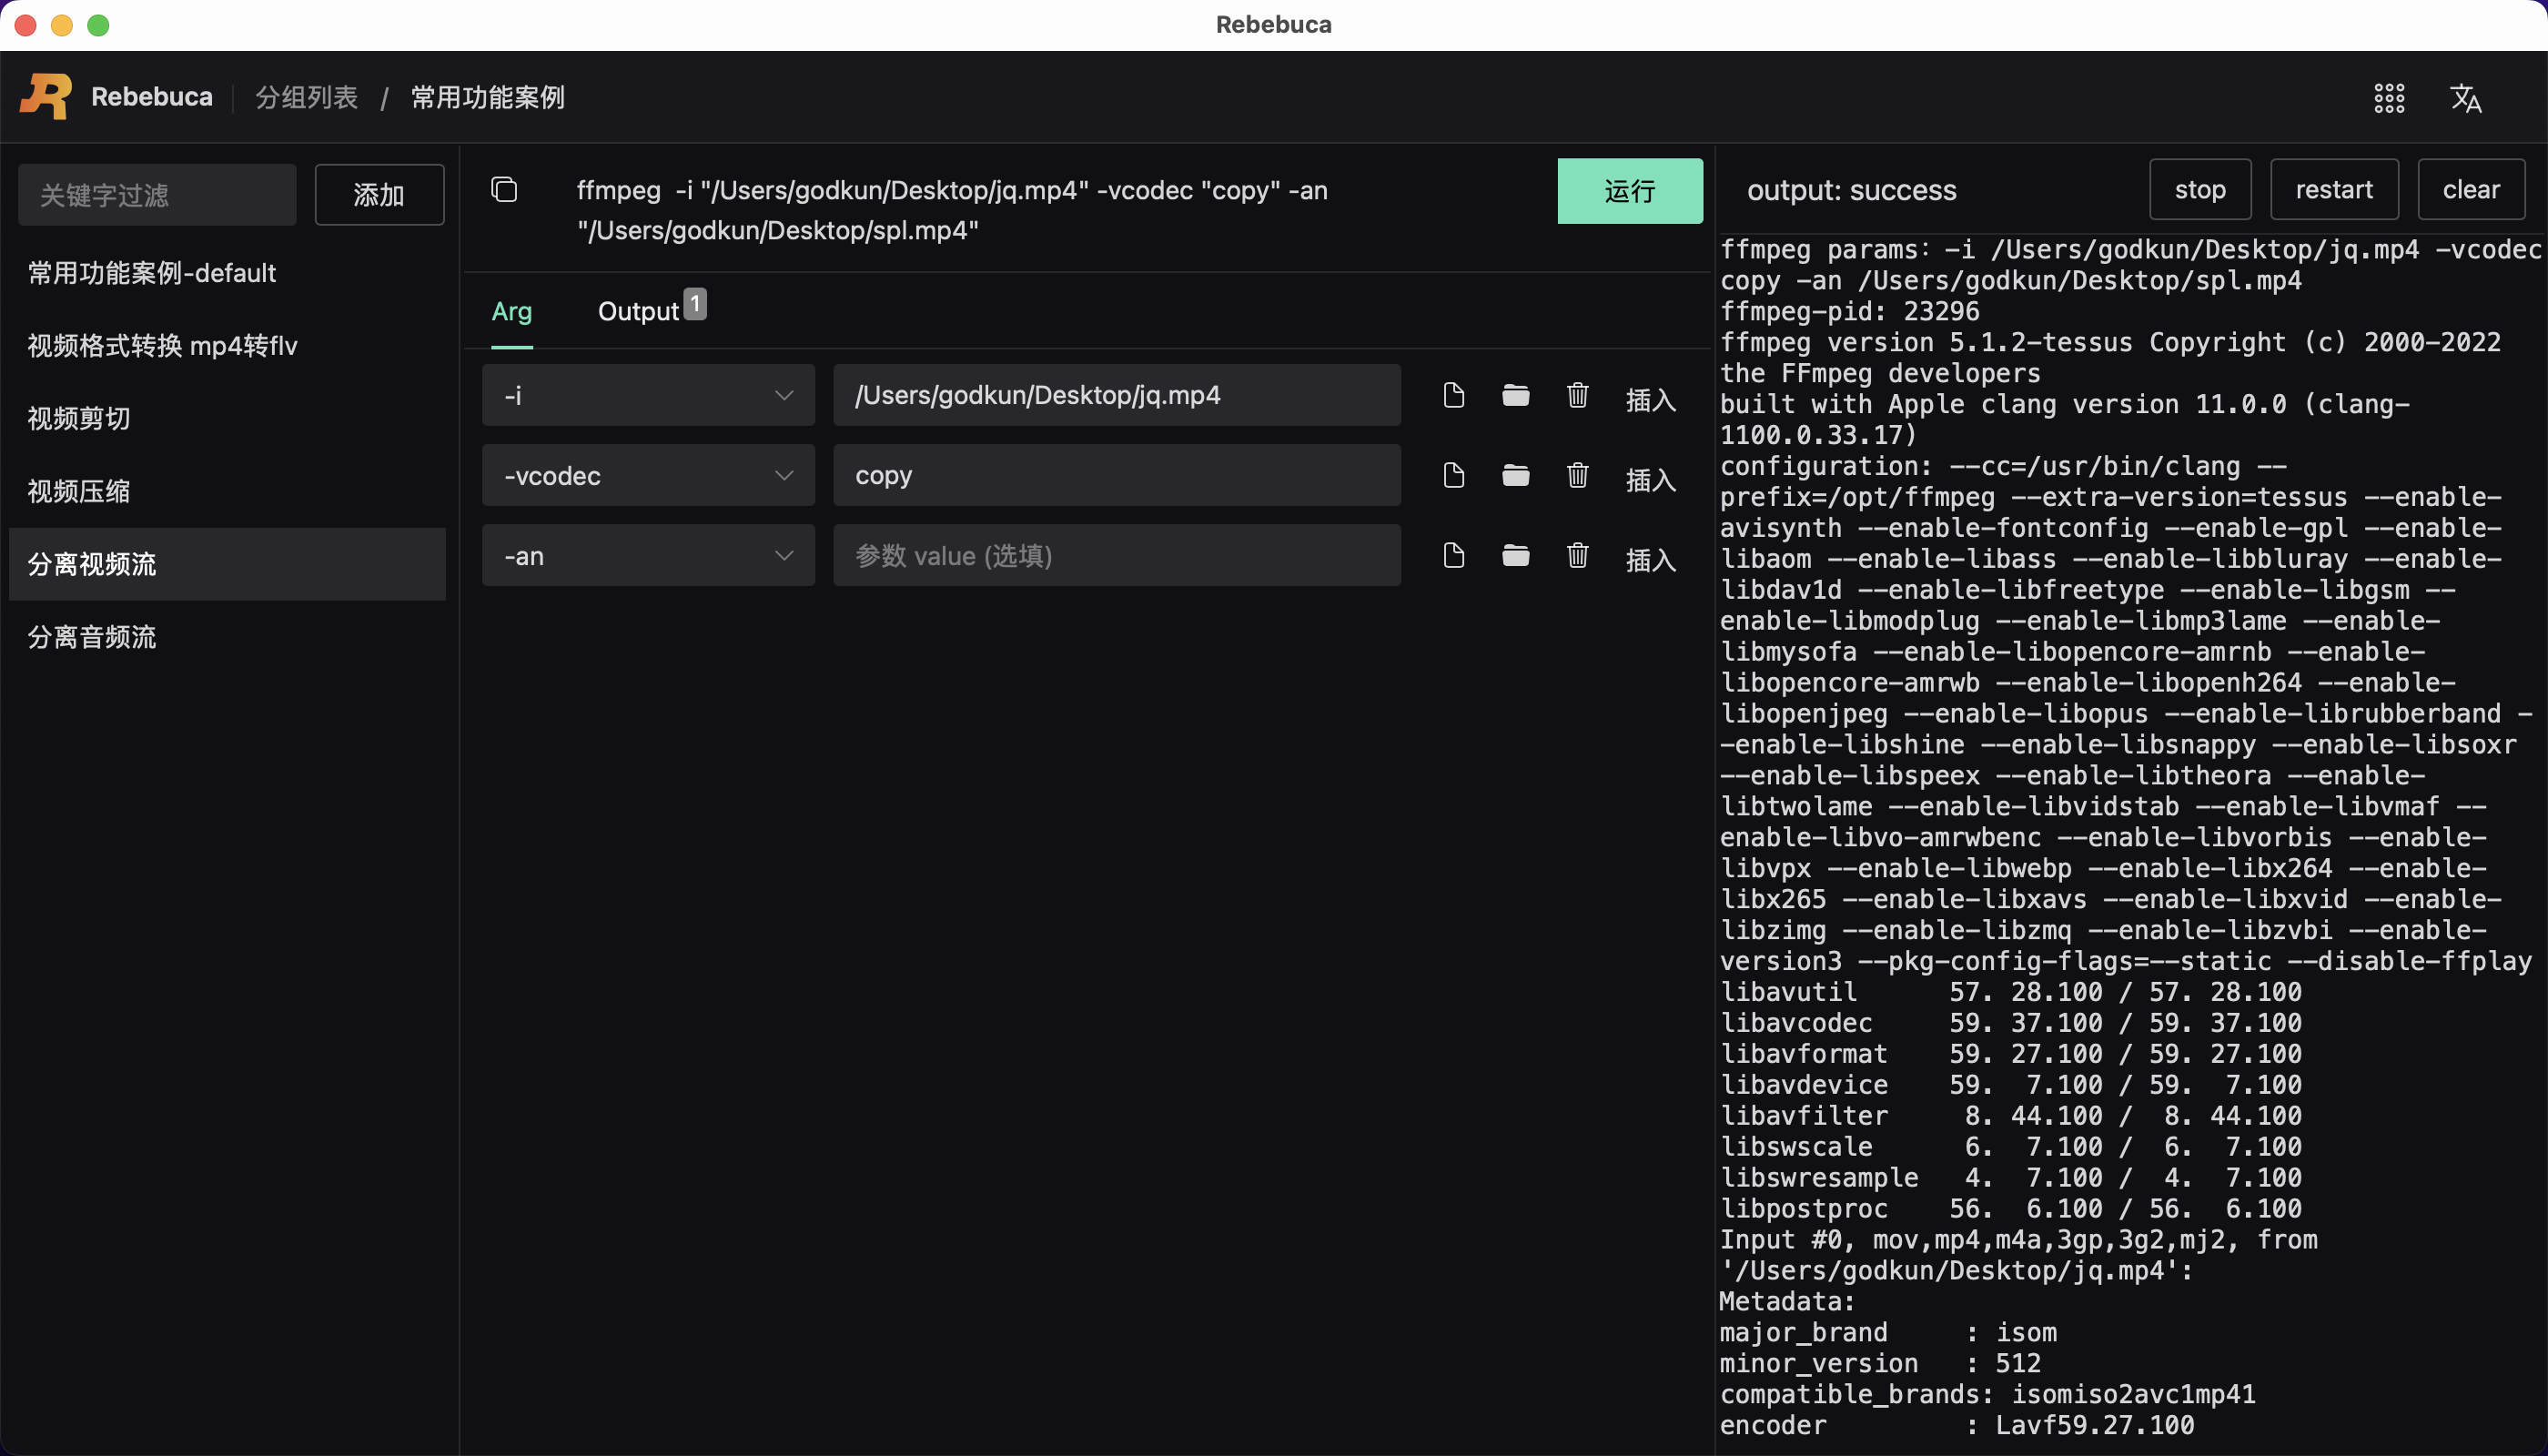 Rebebuca
Rebebuca
分组列表 / 常用功能案例
关键字过滤
添加
常用功能案例-default
视频格式转换 mp4转flv
视频剪切
视频压缩
分离视频流
分离音频流
ffmpeg  -i "/Users/godkun/Desktop/jq.mp4" -vcodec "copy" -an
"/Users/godkun/Desktop/spl.mp4"
运行
Arg
Output 1
-i
/Users/godkun/Desktop/jq.mp4
插入
-vcodec
copy
插入
-an
参数 value (选填)
插入
output: success
stop
restart
clear
ffmpeg params：-i /Users/godkun/Desktop/jq.mp4 -vcodec
copy -an /Users/godkun/Desktop/spl.mp4
ffmpeg-pid: 23296
ffmpeg version 5.1.2-tessus Copyright (c) 2000-2022
the FFmpeg developers
built with Apple clang version 11.0.0 (clang-
1100.0.33.17)
configuration: --cc=/usr/bin/clang --
prefix=/opt/ffmpeg --extra-version=tessus --enable-
avisynth --enable-fontconfig --enable-gpl --enable-
libaom --enable-libass --enable-libbluray --enable-
libdav1d --enable-libfreetype --enable-libgsm --
enable-libmodplug --enable-libmp3lame --enable-
libmysofa --enable-libopencore-amrnb --enable-
libopencore-amrwb --enable-libopenh264 --enable-
libopenjpeg --enable-libopus --enable-librubberband -
-enable-libshine --enable-libsnappy --enable-libsoxr
--enable-libspeex --enable-libtheora --enable-
libtwolame --enable-libvidstab --enable-libvmaf --
enable-libvo-amrwbenc --enable-libvorbis --enable-
libvpx --enable-libwebp --enable-libx264 --enable-
libx265 --enable-libxavs --enable-libxvid --enable-
libzimg --enable-libzmq --enable-libzvbi --enable-
version3 --pkg-config-flags=--static --disable-ffplay
libavutil      57. 28.100 / 57. 28.100
libavcodec     59. 37.100 / 59. 37.100
libavformat    59. 27.100 / 59. 27.100
libavdevice    59.  7.100 / 59.  7.100
libavfilter     8. 44.100 /  8. 44.100
libswscale      6.  7.100 /  6.  7.100
libswresample   4.  7.100 /  4.  7.100
libpostproc    56.  6.100 / 56.  6.100
Input #0, mov,mp4,m4a,3gp,3g2,mj2, from
'/Users/godkun/Desktop/jq.mp4':
Metadata:
major_brand     : isom
minor_version   : 512
compatible_brands: isomiso2avc1mp41
encoder         : Lavf59.27.100